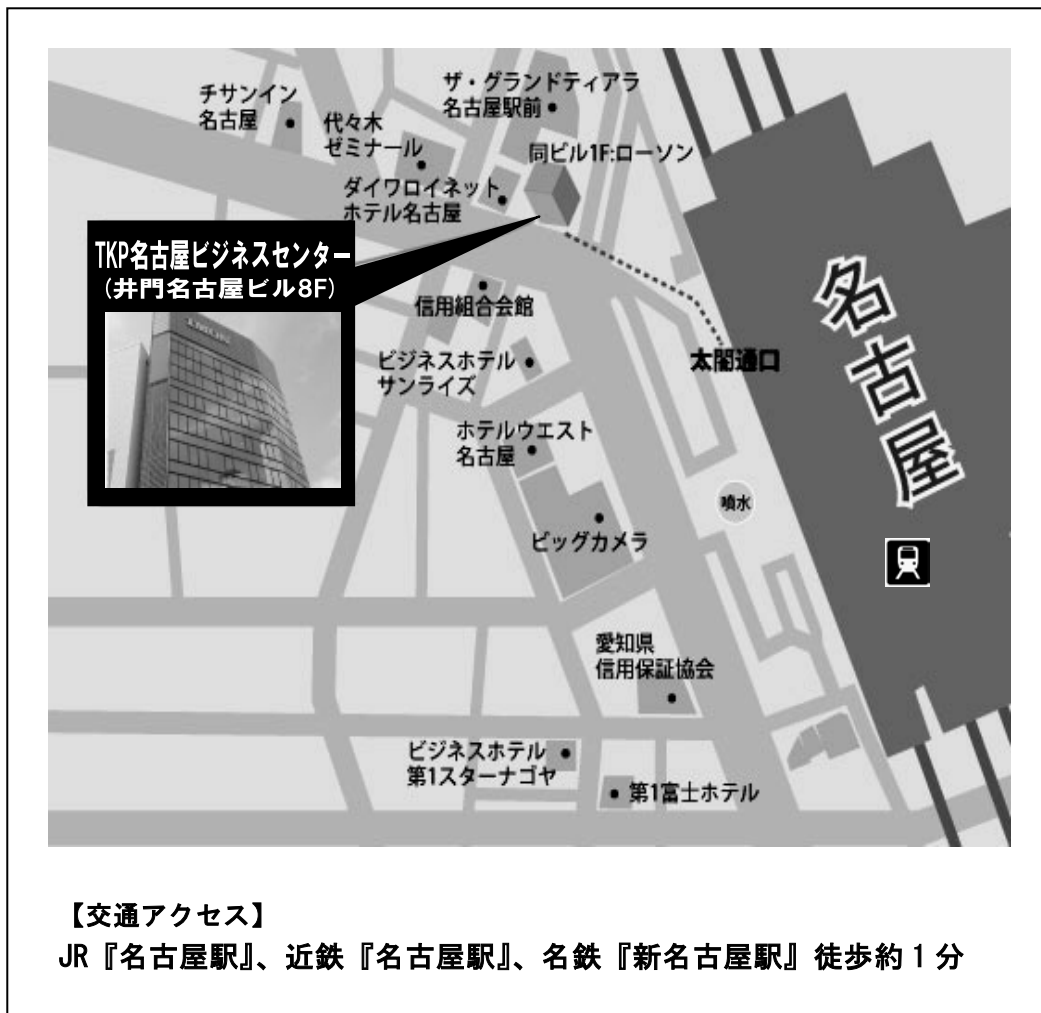 ザ・グランドティアラ
名古屋駅前
チサンイン
名古屋
代々木
ゼミナール
同ビル1F:ローソン
ダイワロイネット
ホテル名古屋
TKP名古屋ビジネスセンター
(井門名古屋ビル8F)
信用組合会館
ビジネスホテル
サンライズ
太閤通口
名古屋
ホテルウエスト
名古屋
噴水
ビッグカメラ
愛知県
信用保証協会
ビジネスホテル
第1スターナゴヤ
第1富士ホテル
【交通アクセス】
JR『名古屋駅』、近鉄『名古屋駅』、名鉄『新名古屋駅』徒歩約1分